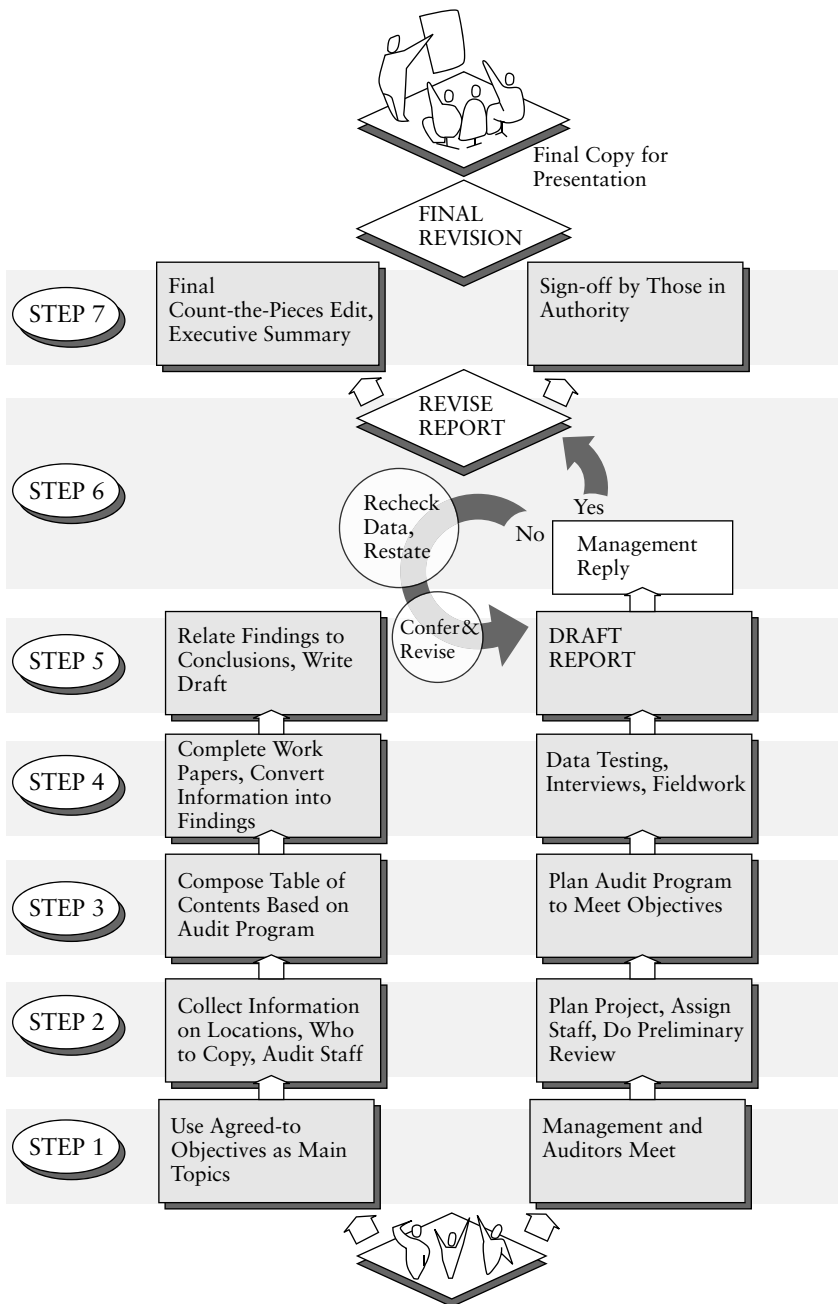 Final Copy for
Presentation
FINAL
REVISION
STEP 7
Final
Count-the-Pieces Edit,
Executive Summary
Sign-off by Those in
Authority
REVISE
REPORT
STEP 6
Recheck
Data,
Restate
No
Yes
Management
Reply
Confer&
Revise
STEP 5
Relate Findings to
Conclusions, Write
Draft
DRAFT
REPORT
STEP 4
Complete Work
Papers, Convert
Information into
Findings
Data Testing,
Interviews, Fieldwork
STEP 3
Compose Table of
Contents Based on
Audit Program
Plan Audit Program
to Meet Objectives
STEP 2
Collect Information
on Locations, Who
to Copy, Audit Staff
Plan Project, Assign
Staff, Do Preliminary
Review
STEP 1
Use Agreed-to
Objectives as Main
Topics
Management and
Auditors Meet